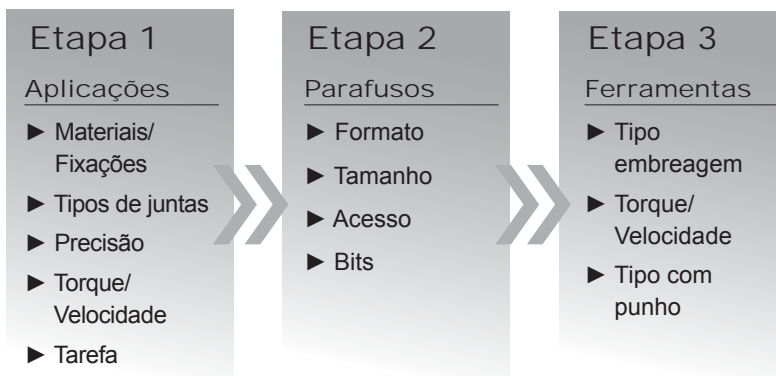 Etapa 1
Aplicações
► Materiais/
Fixações
► Tipos de juntas
► Precisão
► Torque/
Velocidade
► Tarefa
Etapa 2
Parafusos
► Formato
► Tamanho
► Acesso
► Bits
Etapa 3
Ferramentas
► Tipo
embreagem
► Torque/
Velocidade
► Tipo com
punho